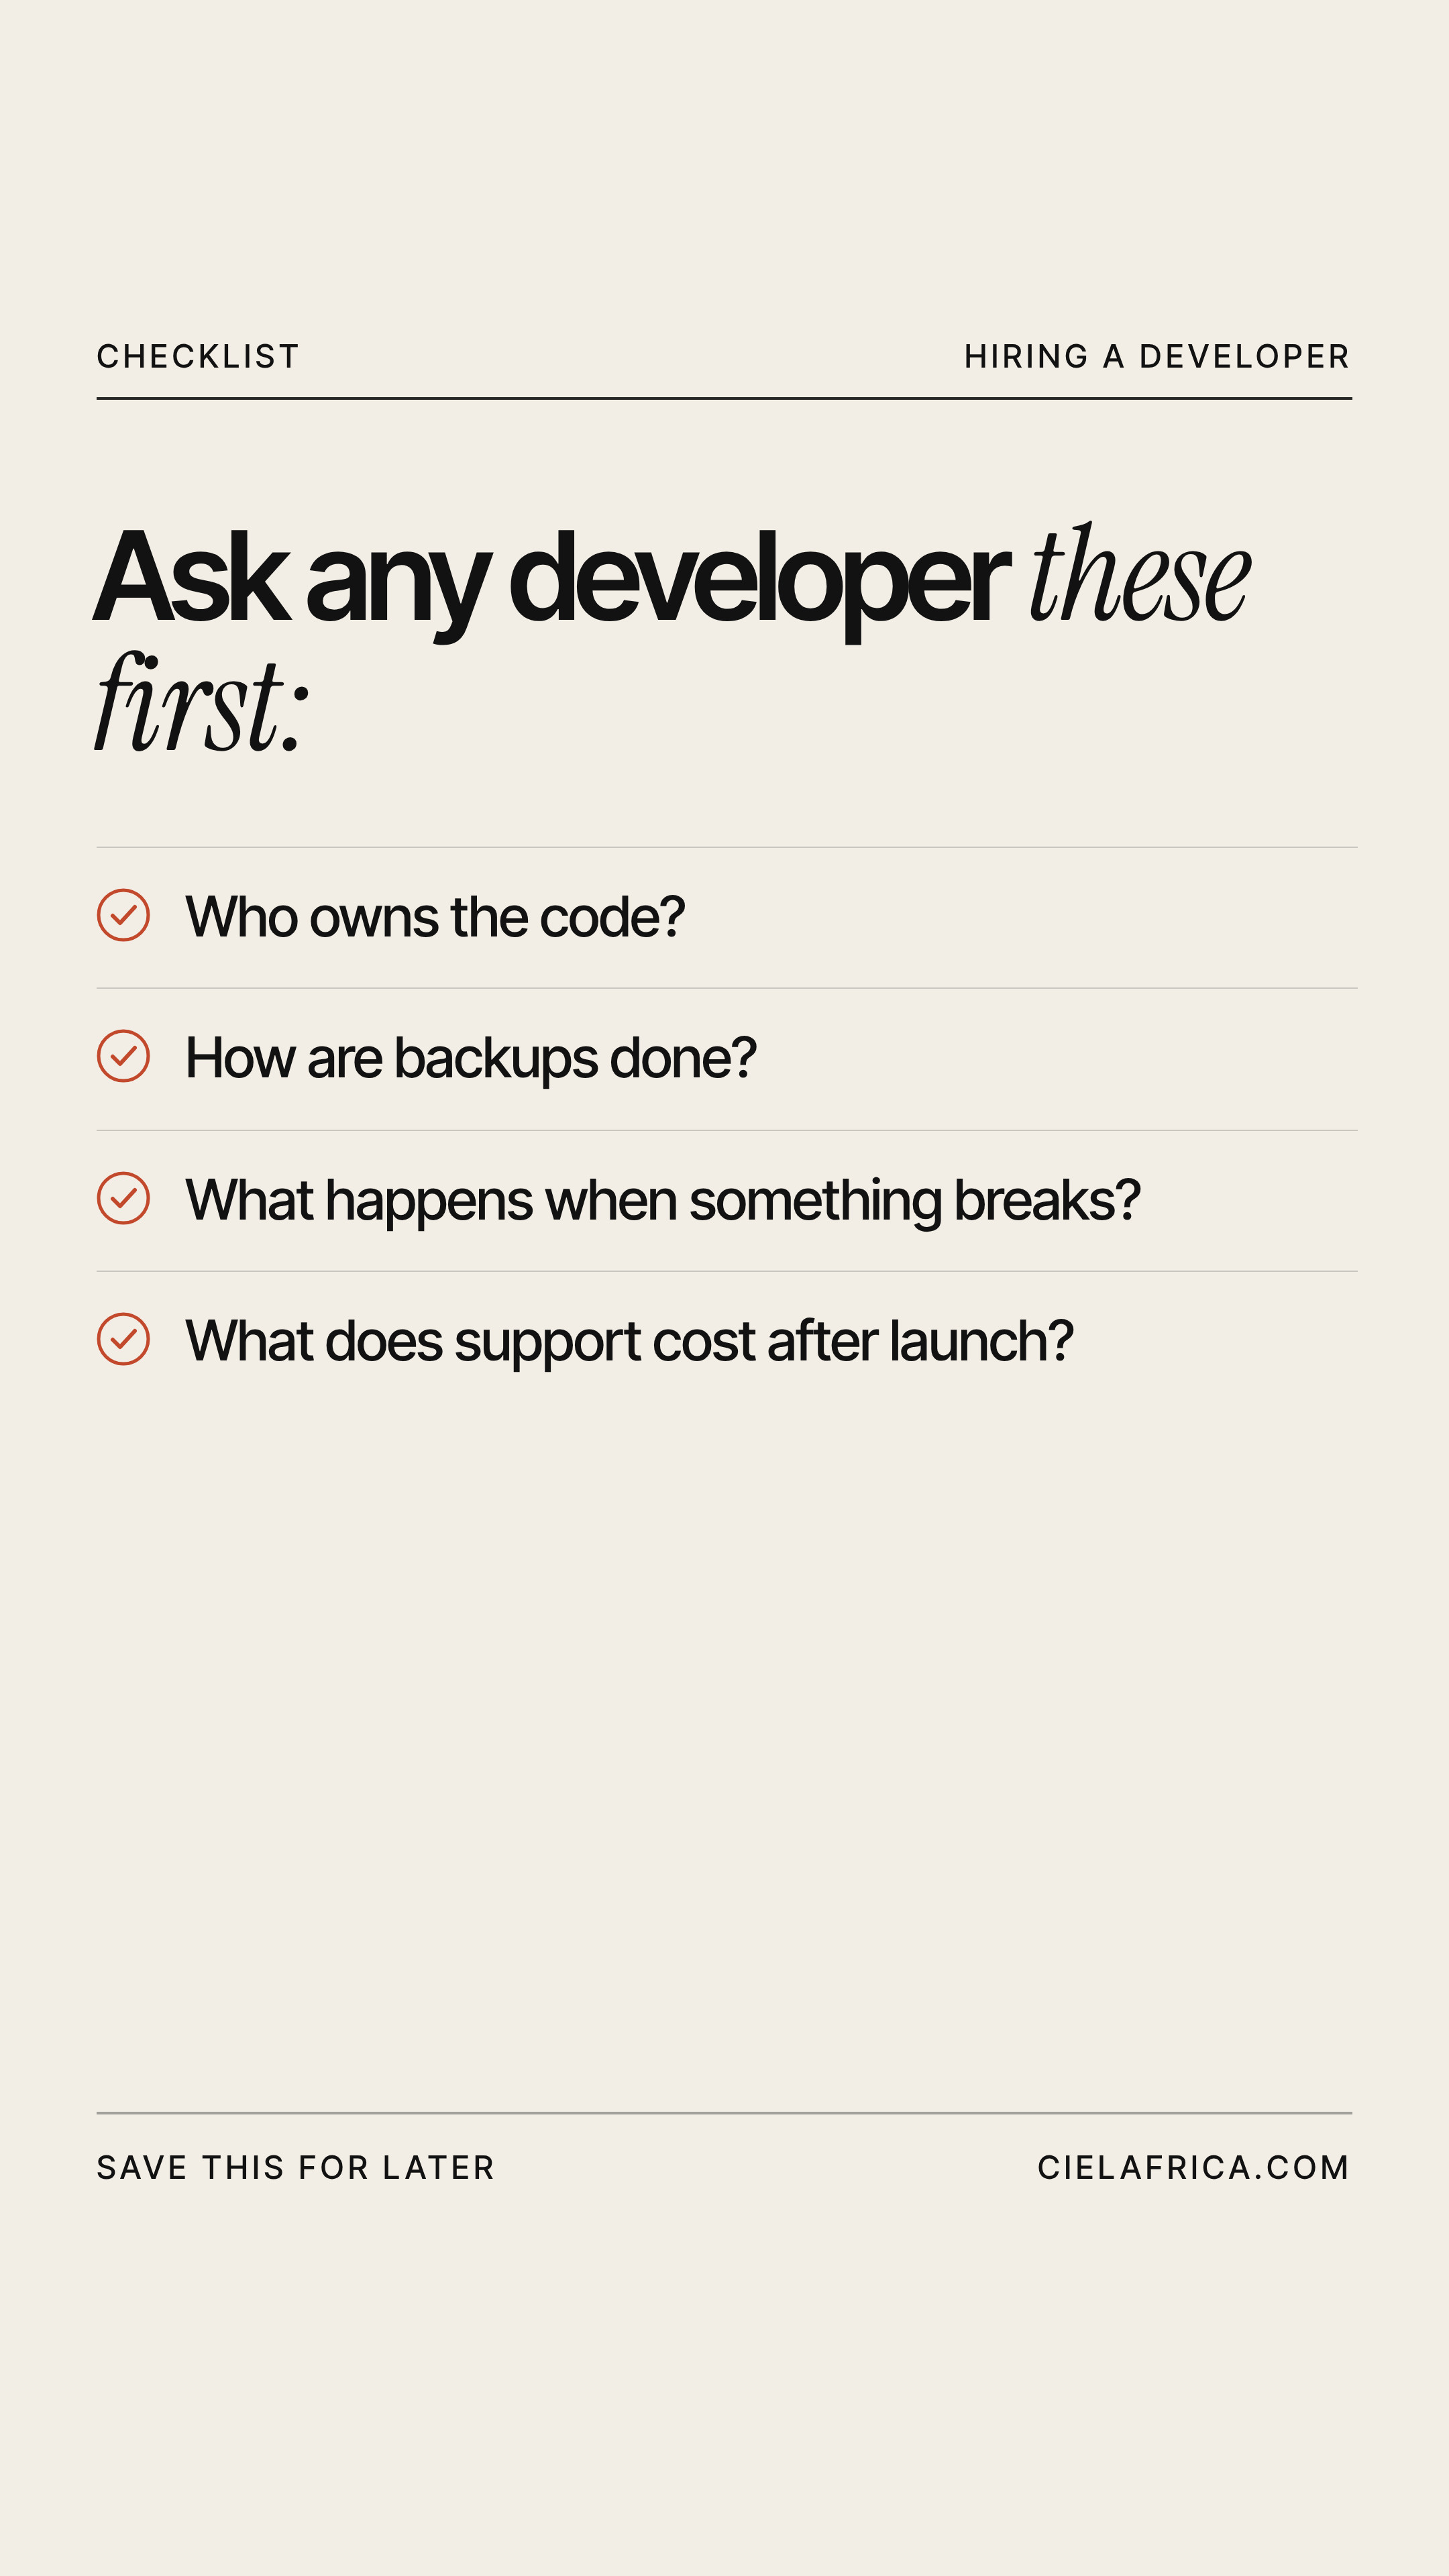 CHECKLIST
HIRING A DEVELOPER
Ask any developer these
first:
Who owns the code?
How are backups done?
What happens when something breaks?
What does support cost after launch?
SAVE THIS FOR LATER
CIELAFRICA.COM